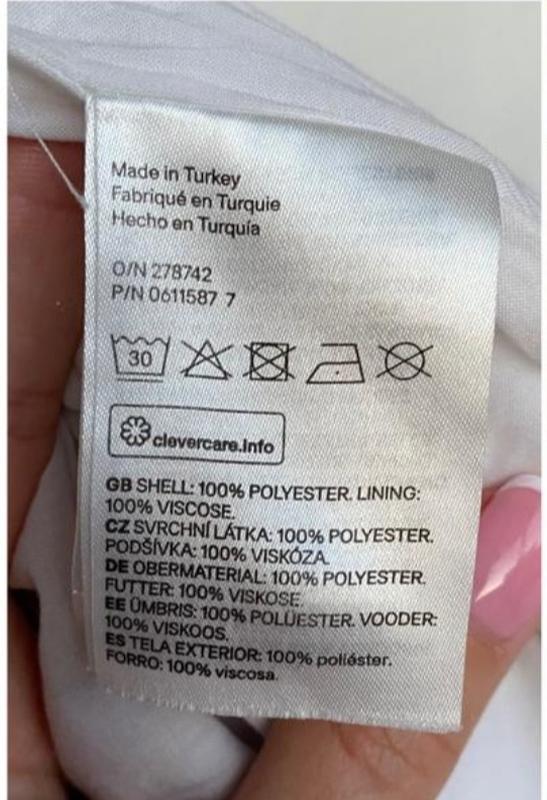 Made in Turkey
Fabriqué en Turquie
Hecho en Turquía
O/N 278742
P/N 0611587 7
30
clevercare.info
GB SHELL: 100% POLYESTER. LINING:
100% VISCOSE.
CZ SVRCHNÍ LÁTKA: 100% POLYESTER.
PODŠÍVKA: 100% VISKÓZA.
DE OBERMATERIAL: 100% POLYESTER.
FUTTER: 100% VISKOSE.
EE ÜMBRIS: 100% POLÜESTER. VOODER:
100% VISKOOS.
ES TELA EXTERIOR: 100% poliéster.
FORRO: 100% viscosa.